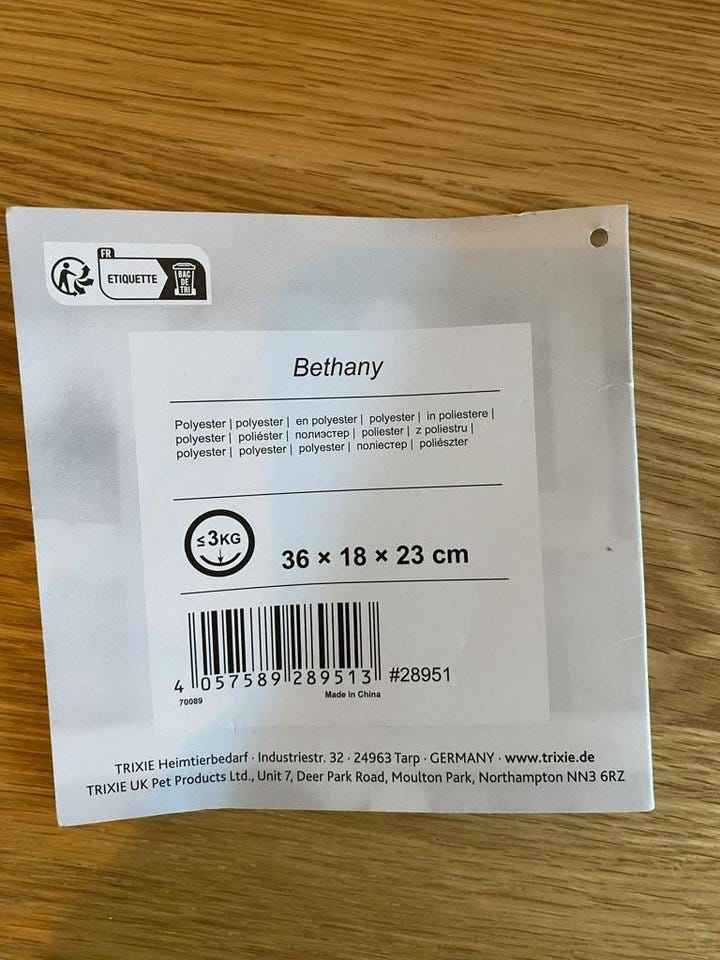 FR
ETIQUETTE
BAC
DE
TRI
Bethany
Polyester | polyester | en polyester | polyester | in poliestere |
polyester | poliéster | полиэстер | poliester | z poliestru |
polyester | polyester | polyester | поліестер | poliészter
≤3KG
36 × 18 × 23 cm
4 057589 289513 #28951
70089 Made in China
TRIXIE Heimtierbedarf · Industriestr. 32 · 24963 Tarp · GERMANY · www.trixie.de
TRIXIE UK Pet Products Ltd., Unit 7, Deer Park Road, Moulton Park, Northampton NN3 6RZ